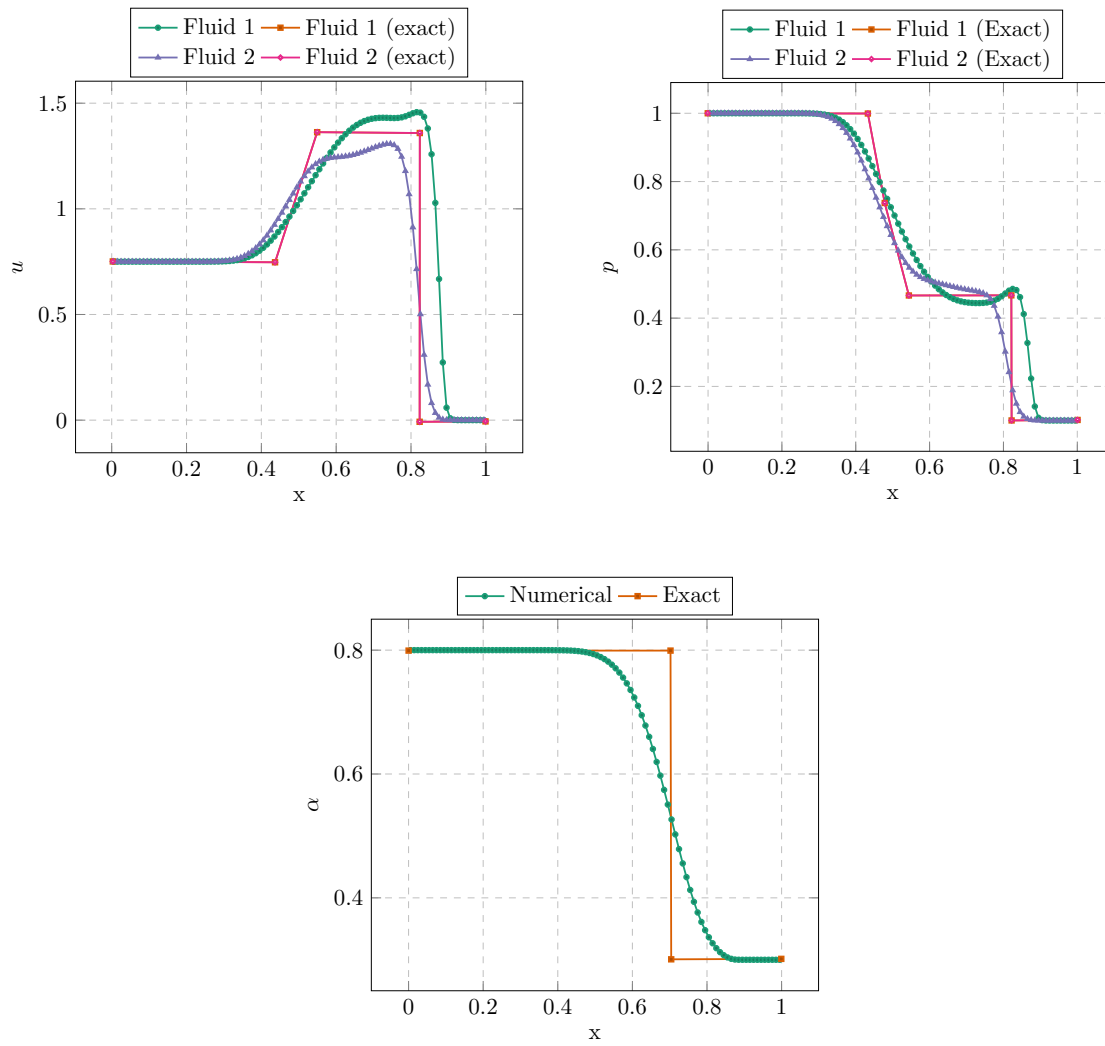 Fluid 1 Fluid 1 (exact)
Fluid 2 Fluid 2 (exact)
1.5
1
0.5
0
u
0 0.2 0.4 0.6 0.8 1
x
Fluid 1 Fluid 1 (Exact)
Fluid 2 Fluid 2 (Exact)
1
0.8
0.6
0.4
0.2
p
0 0.2 0.4 0.6 0.8 1
x
Numerical Exact
0.8
0.6
0.4
α
0 0.2 0.4 0.6 0.8 1
x